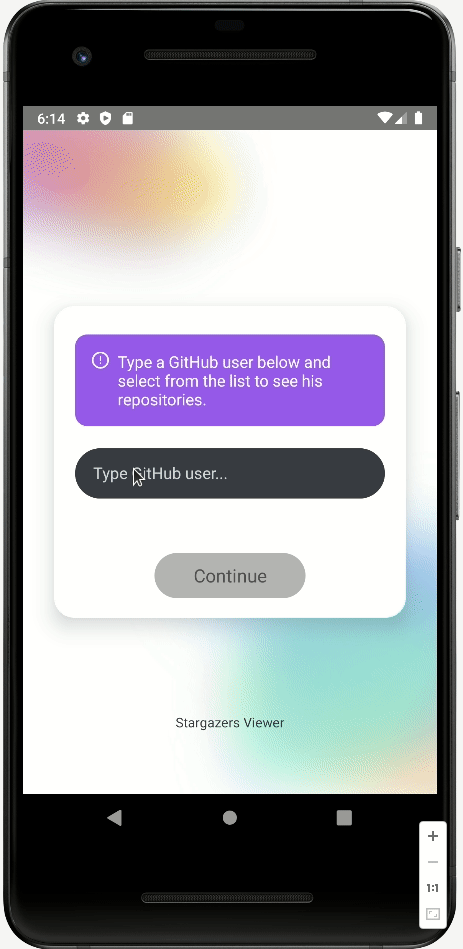 6:14
Type a GitHub user below and
select from the list to see his
repositories.
Type GitHub user...
Continue
Stargazers Viewer
1:1